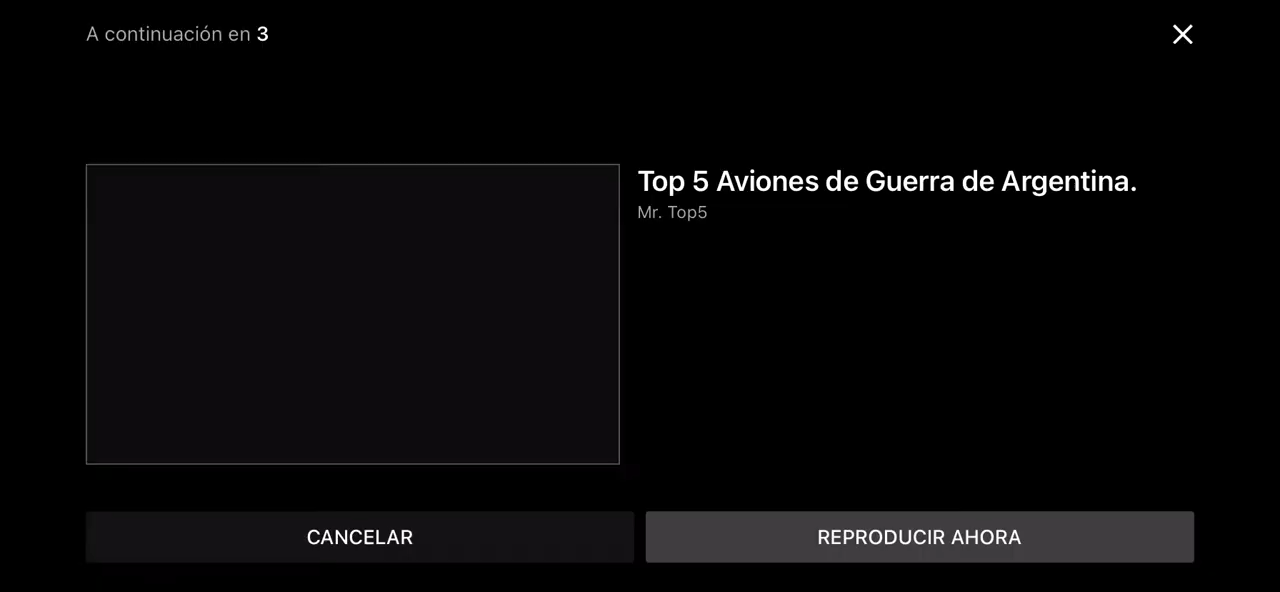 A continuación en 3
Top 5 Aviones de Guerra de Argentina.
Mr. Top5
CANCELAR
REPRODUCIR AHORA